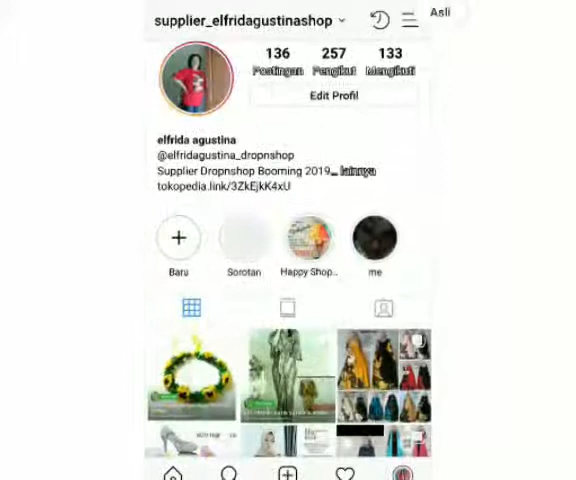 supplier_elfridagustinashop
Asli
136 257 133
Postingan Pengikut Mengikuti
Edit Profil
elfrida agustina
@elfridagustina_dropnshop
Supplier Dropnshop Booming 2019... lainnya
tokopedia.link/3ZkEjkK4xU
Baru Sorotan Happy Shop... me